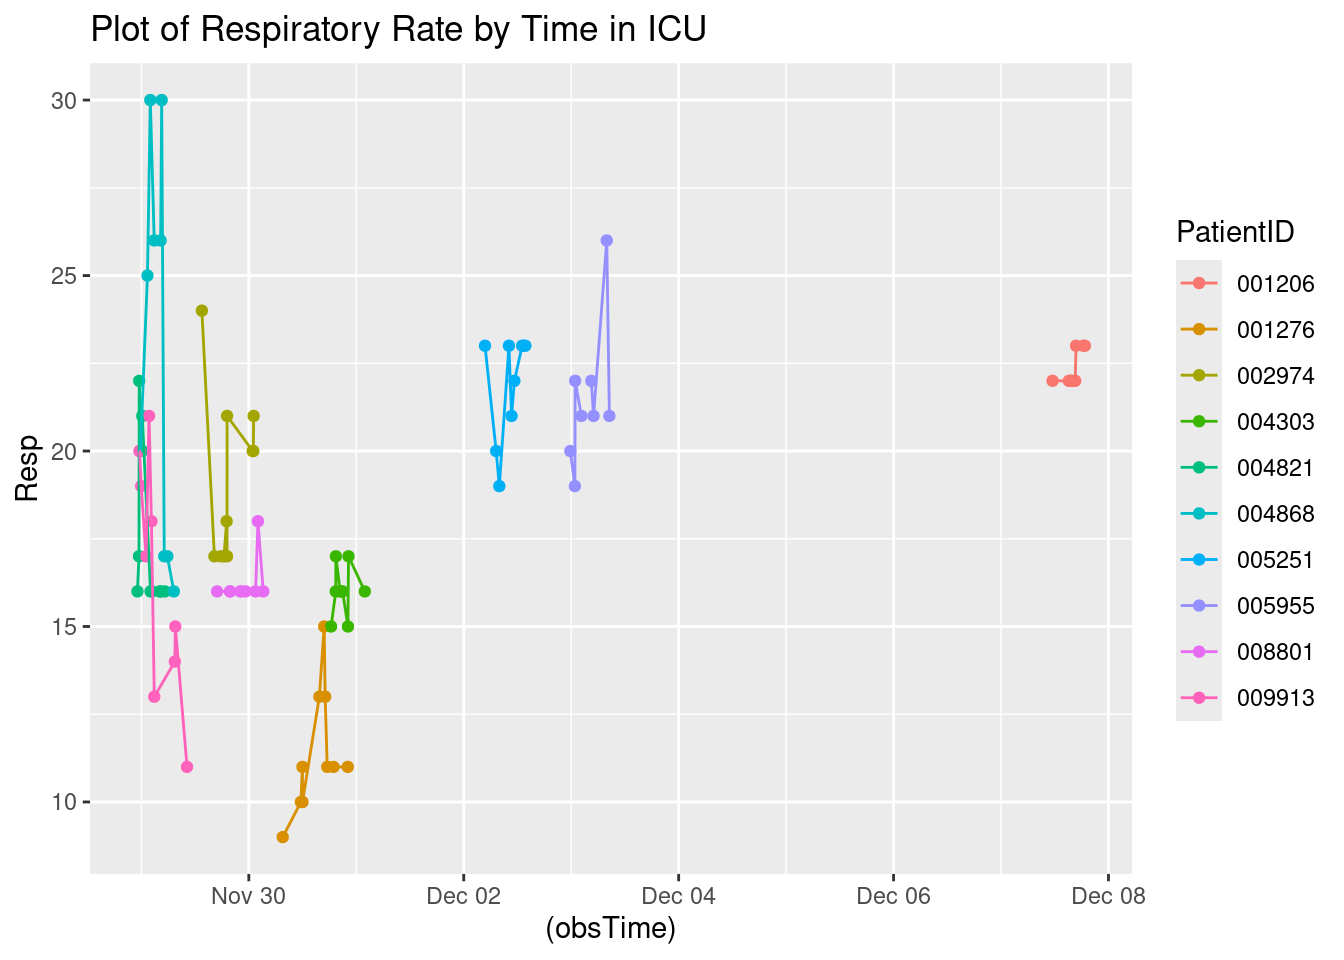 Plot of Respiratory Rate by Time in ICU
30
25
20
15
10
Resp
Nov 30
Dec 02
Dec 04
Dec 06
Dec 08
(obsTime)
PatientID
001206
001276
002974
004303
004821
004868
005251
005955
008801
009913